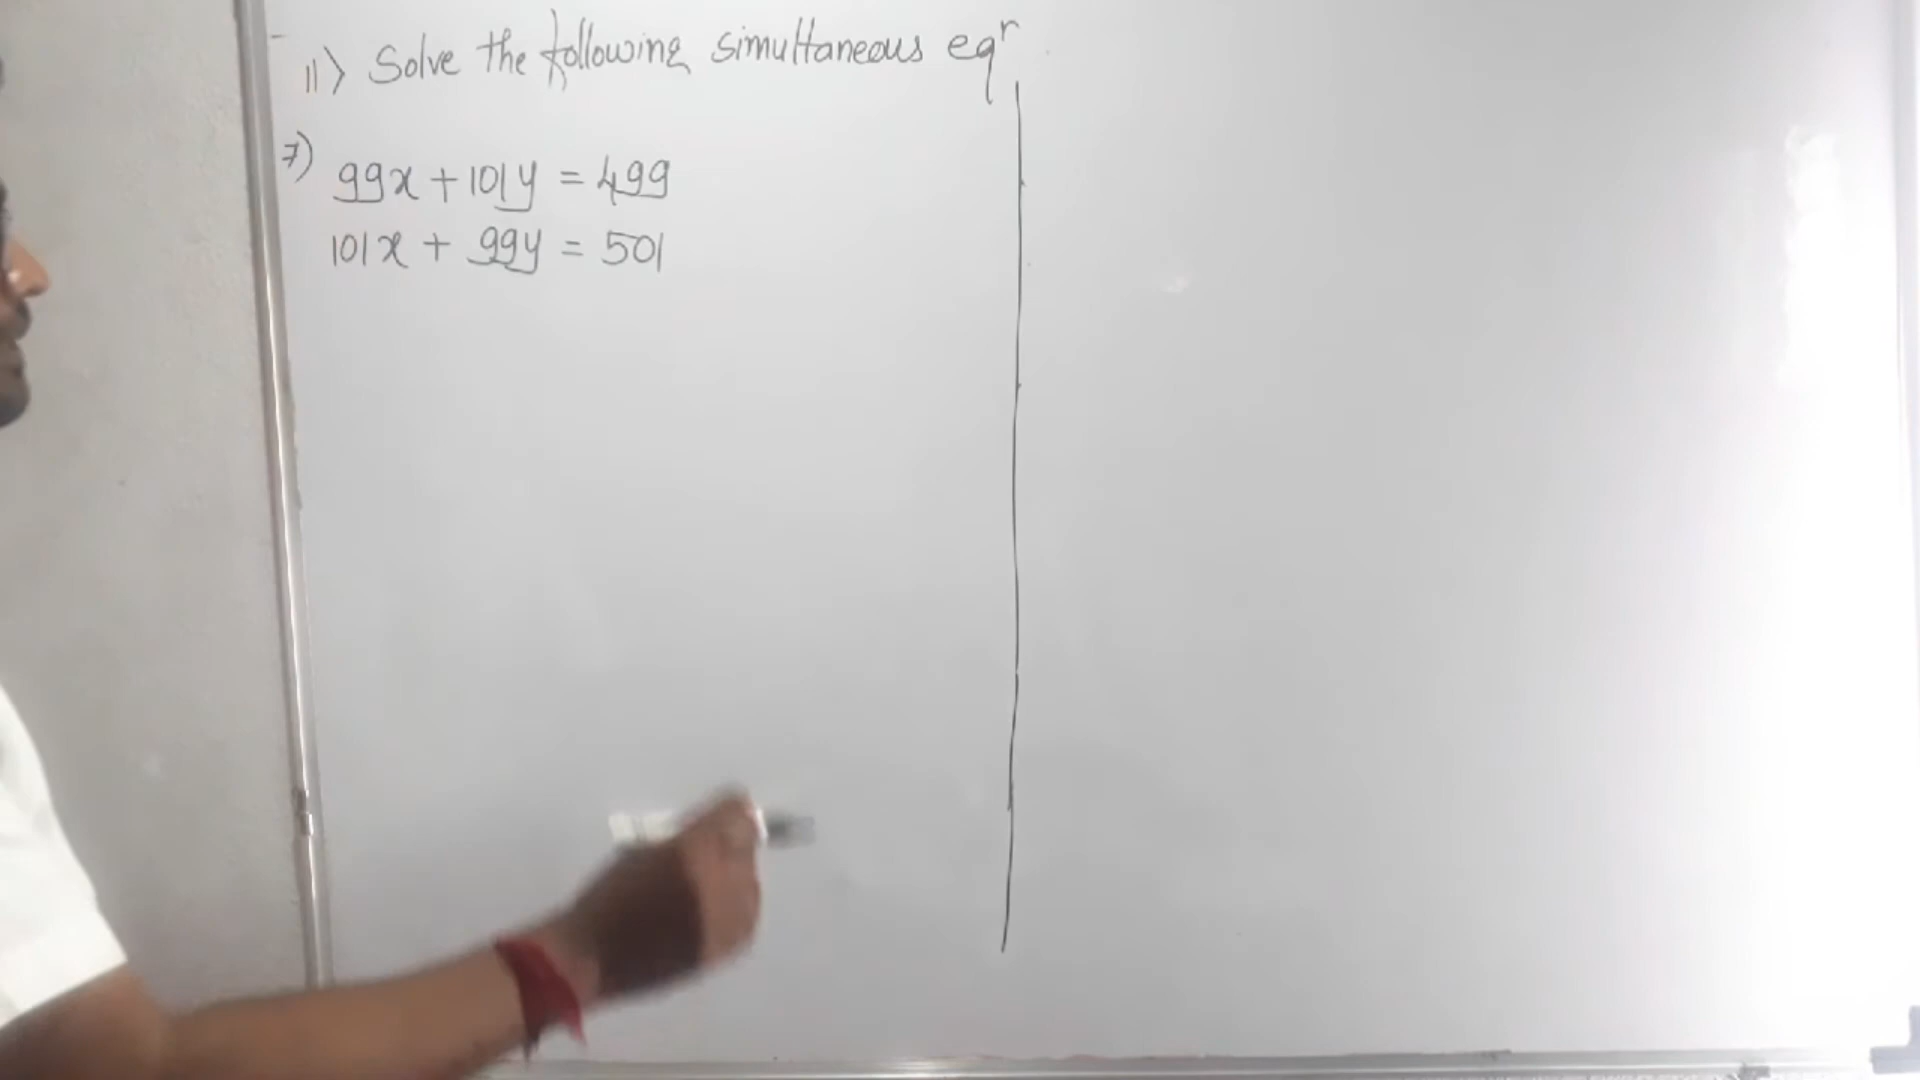 11) Solve the following simultaneous eqn
7)
99x + 101y = 499
101x + 99y = 501